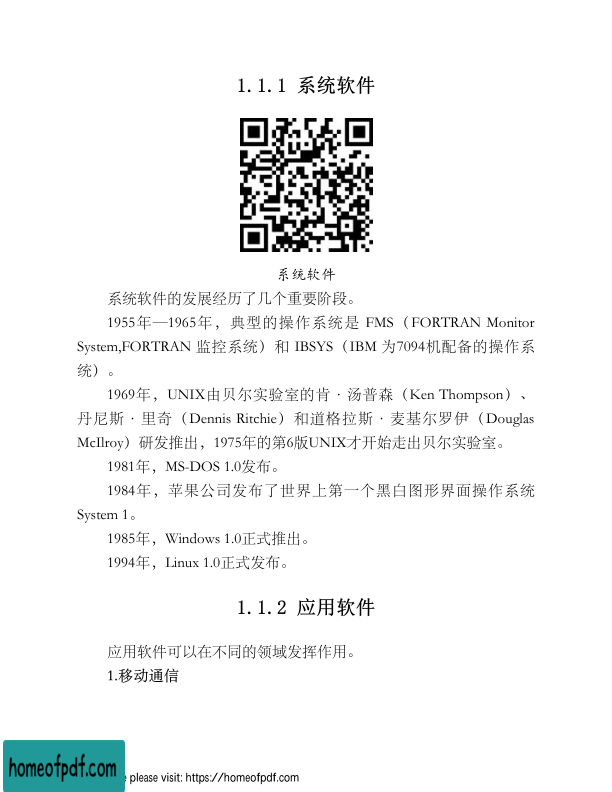 1.1.1 系统软件
系统软件
系统软件的发展经历了几个重要阶段。
1955年—1965年，典型的操作系统是 FMS（FORTRAN Monitor
System,FORTRAN 监控系统）和 IBSYS（IBM 为7094机配备的操作系
统）。
1969年，UNIX由贝尔实验室的肯·汤普森（Ken Thompson）、
丹尼斯·里奇（Dennis Ritchie）和道格拉斯·麦基尔罗伊（Douglas
McIlroy）研发推出，1975年的第6版UNIX才开始走出贝尔实验室。
1981年，MS-DOS 1.0发布。
1984年，苹果公司发布了世界上第一个黑白图形界面操作系统
System 1。
1985年，Windows 1.0正式推出。
1994年，Linux 1.0正式发布。
1.1.2 应用软件
应用软件可以在不同的领域发挥作用。
1.移动通信
homeofpdf.com
please visit: https://homeofpdf.com